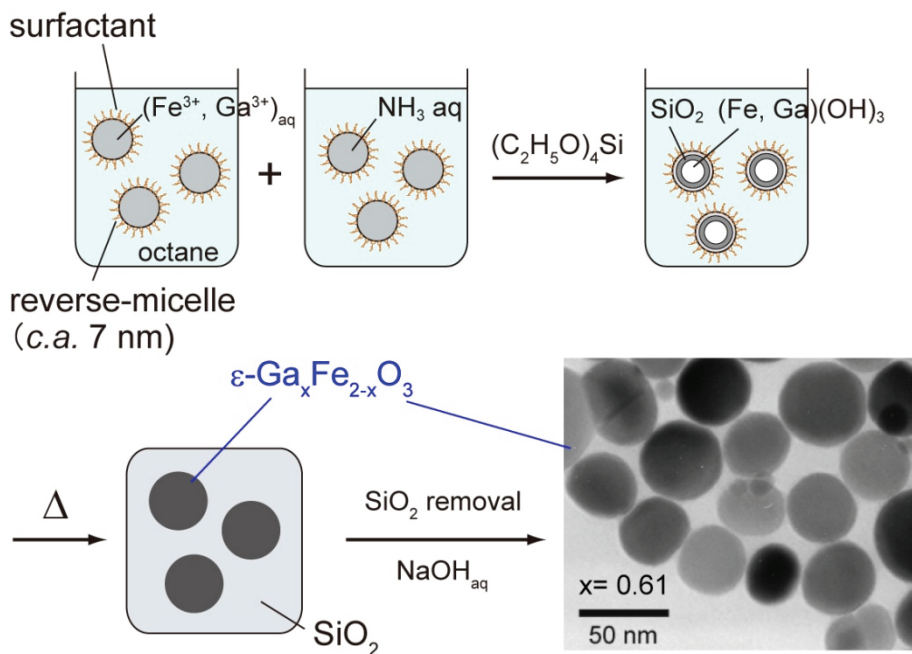 surfactant
(Fe³⁺, Ga³⁺)aq
NH₃ aq
SiO₂ (Fe, Ga)(OH)₃
(C₂H₅O)₄Si
+
octane
reverse-micelle
(c.a. 7 nm)
ε-GaₓFe₂₋ₓO₃
Δ
SiO₂ removal
NaOHaq
SiO₂
x= 0.61
50 nm